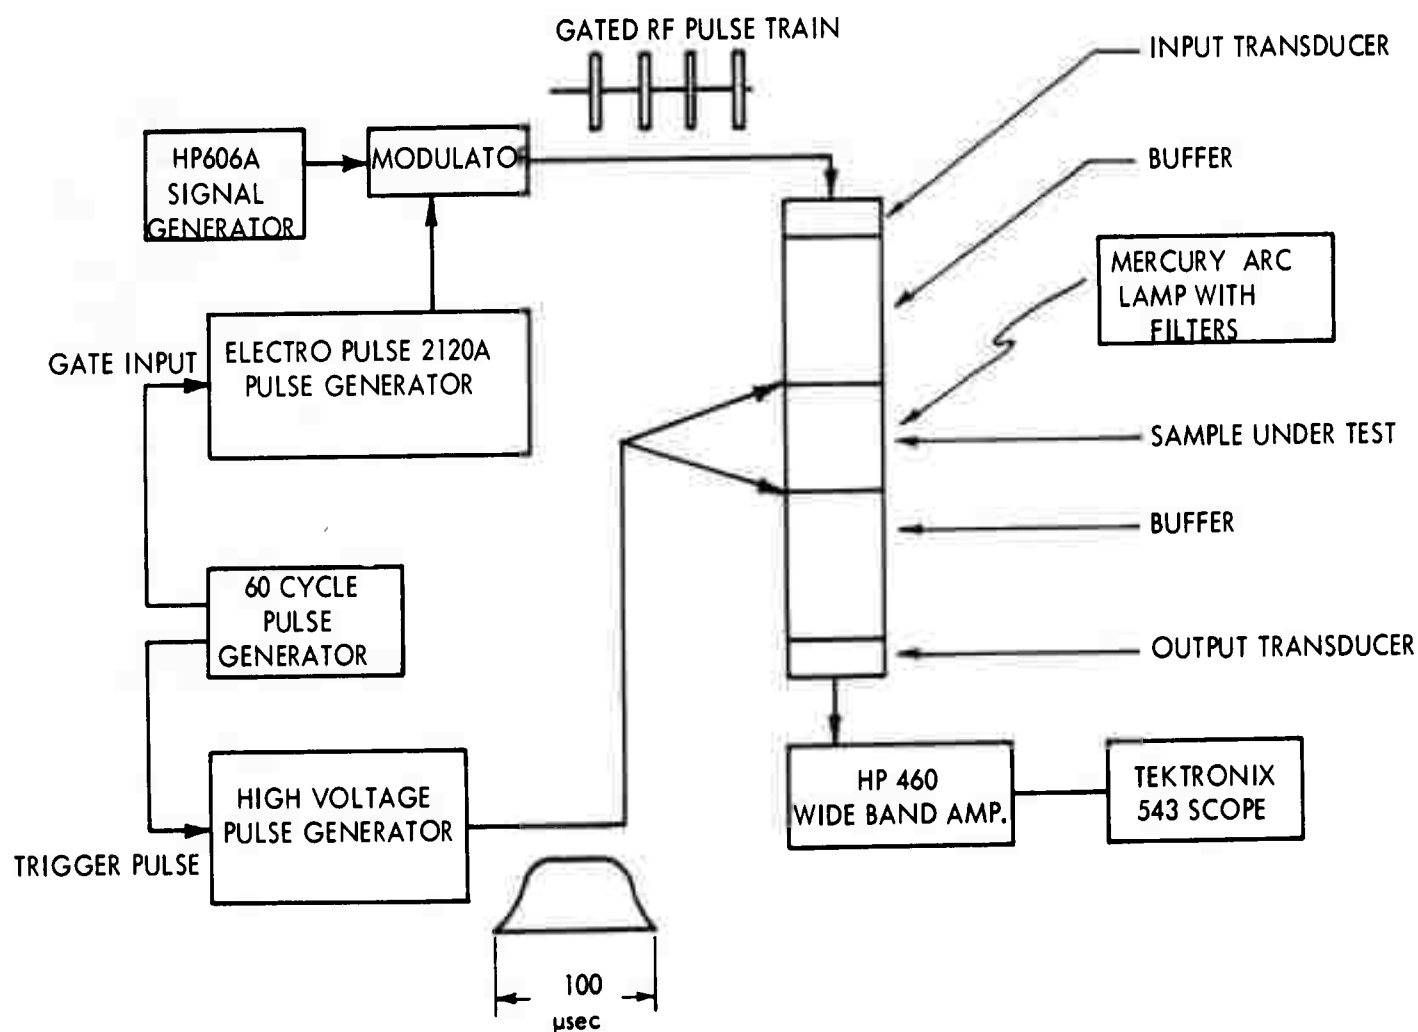 GATED RF PULSE TRAIN
INPUT TRANSDUCER
HP606A
SIGNAL
GENERATOR
MODULATO
BUFFER
MERCURY ARC
LAMP WITH
FILTERS
GATE INPUT
ELECTRO PULSE 2120A
PULSE GENERATOR
SAMPLE UNDER TEST
BUFFER
60 CYCLE
PULSE
GENERATOR
OUTPUT TRANSDUCER
HIGH VOLTAGE
PULSE GENERATOR
TRIGGER PULSE
HP 460
WIDE BAND AMP.
TEKTRONIX
543 SCOPE
100
μsec